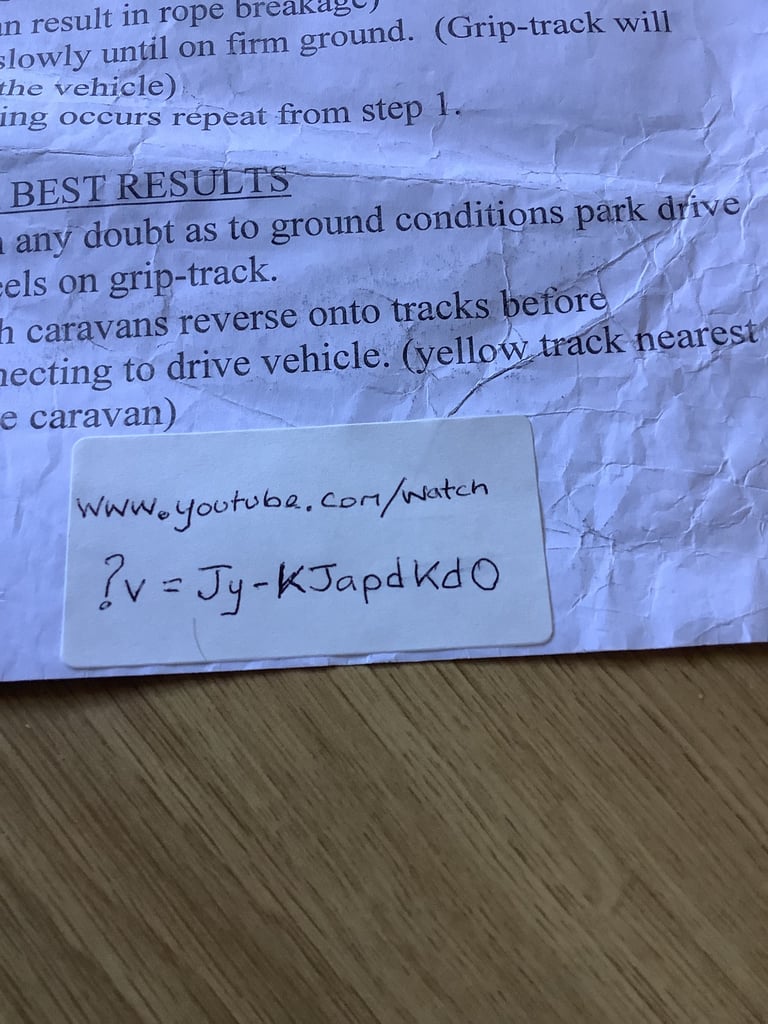 n result in rope breakage)
slowly until on firm ground. (Grip-track will
the vehicle)
ing occurs repeat from step 1.
BEST RESULTS
any doubt as to ground conditions park drive
eels on grip-track.
h caravans reverse onto tracks before
necting to drive vehicle. (yellow track nearest
e caravan)
www.youtube.com/watch
?v=Jy-KJapdKdO